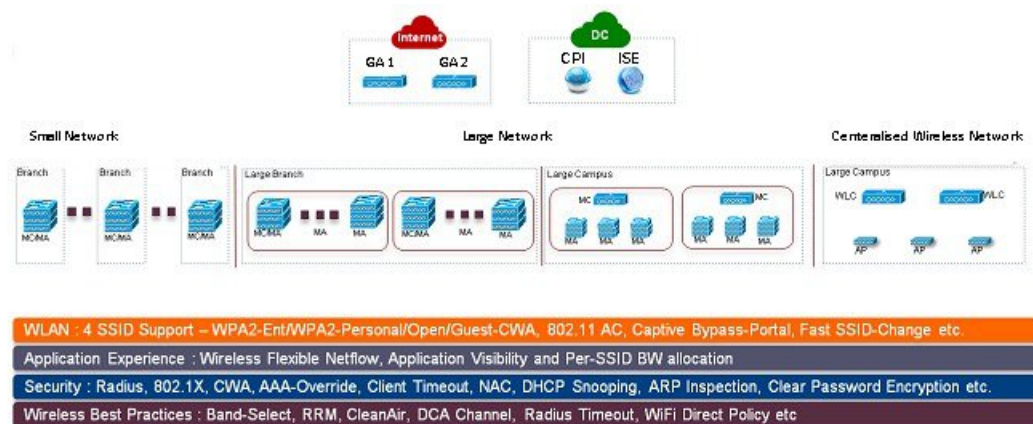 Internet
DC
GA 1 GA 2
CPI ISE
Small Network Large Network Centeralised Wireless Network
Branch Branch Branch Large Branch Large Campus Large Campus
MC MC WLC WLC
MC/MA MC/MA MC/MA MC/MA MA MA MC/MA MA MA MA MA MA MA MA MA AP AP AP
WLAN : 4 SSID Support – WPA2-Ent/WPA2-Personal/Open/Guest-CWA, 802.11 AC, Captive Bypass-Portal, Fast SSID-Change etc.
Application Experience : Wireless Flexible Netflow, Application Visibility and Per-SSID BW allocation
Security : Radius, 802.1X, CWA, AAA-Override, Client Timeout, NAC, DHCP Snooping, ARP Inspection, Clear Password Encryption etc.
Wireless Best Practices : Band-Select, RRM, CleanAir, DCA Channel, Radius Timeout, WiFi Direct Policy etc